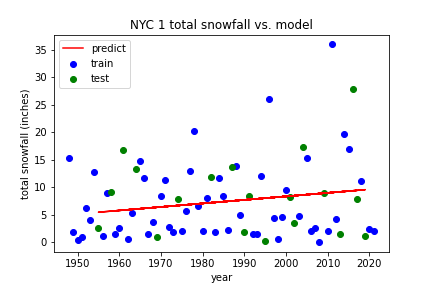 NYC 1 total snowfall vs. model
predict
train
test
total snowfall (inches)
35
30
25
20
15
10
5
0
1950 1960 1970 1980 1990 2000 2010 2020
year